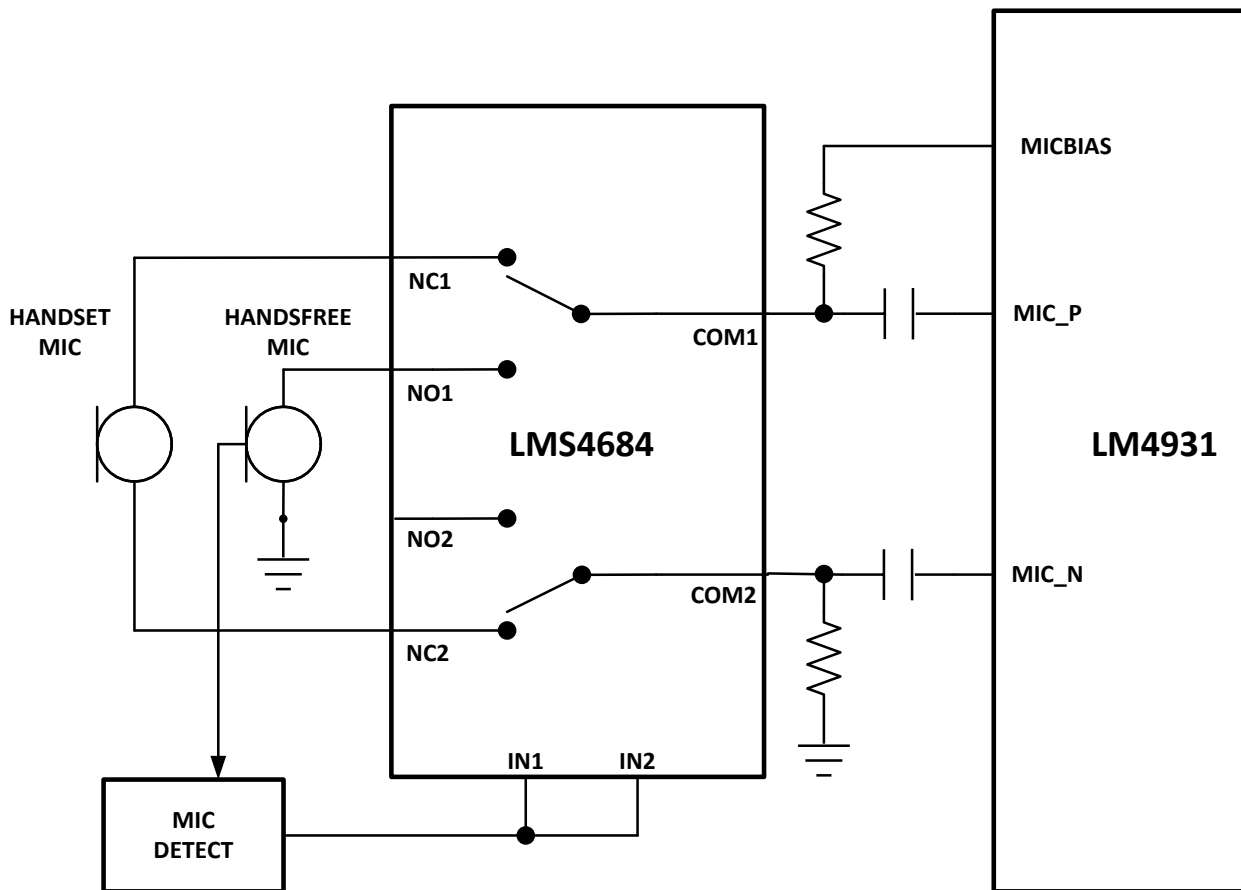 MICBIAS
NC1
HANDSET
MIC
HANDSFREE
MIC
MIC_P
COM1
NO1
LMS4684
LM4931
NO2
MIC_N
COM2
NC2
IN1
IN2
MIC
DETECT